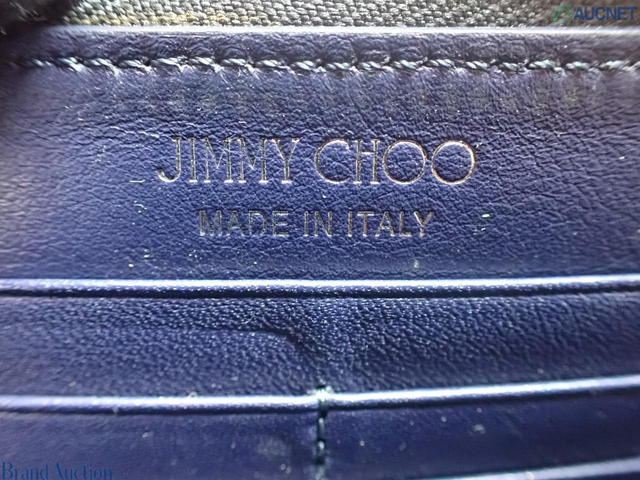 AUCNET
JIMMY CHOO
MADE IN ITALY
Brand Auction